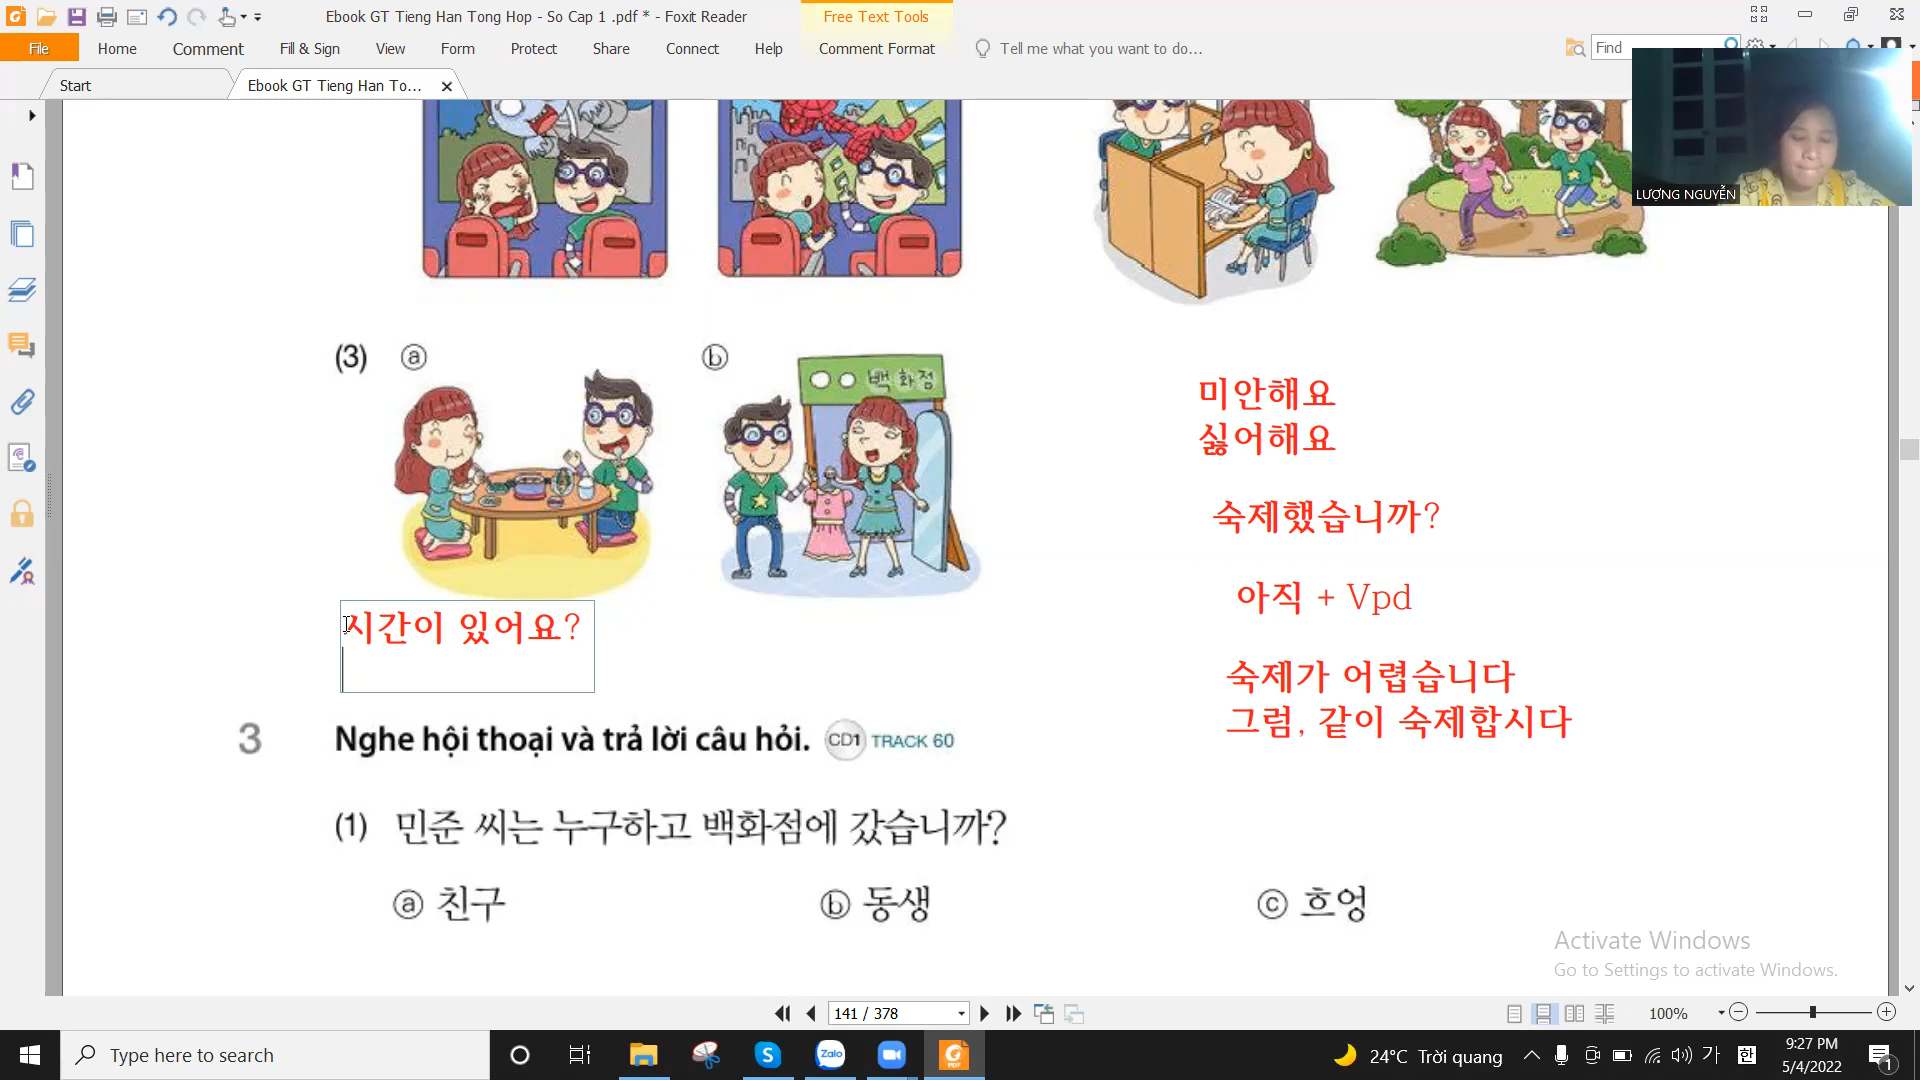 Ebook GT Tieng Han Tong Hop - So Cap 1 .pdf * - Foxit Reader
Free Text Tools
File Home Comment Fill & Sign View Form Protect Share Connect Help Comment Format Tell me what you want to do... Find
Start Ebook GT Tieng Han To...
LƯỢNG NGUYỄN
(3) ⓐ ⓑ
백화점
미안해요
싫어해요
숙제했습니까?
아직 + Vpd
시간이 있어요?
숙제가 어렵습니다
그럼, 같이 숙제합시다
3 Nghe hội thoại và trả lời câu hỏi. CD1 TRACK 60
(1) 민준 씨는 누구하고 백화점에 갔습니까?
ⓐ 친구 ⓑ 동생 ⓒ 흐엉
Activate Windows
Go to Settings to activate Windows.
141 / 378 100%
Type here to search Zalo 24°C Trời quang 가 한 9:27 PM
5/4/2022 1